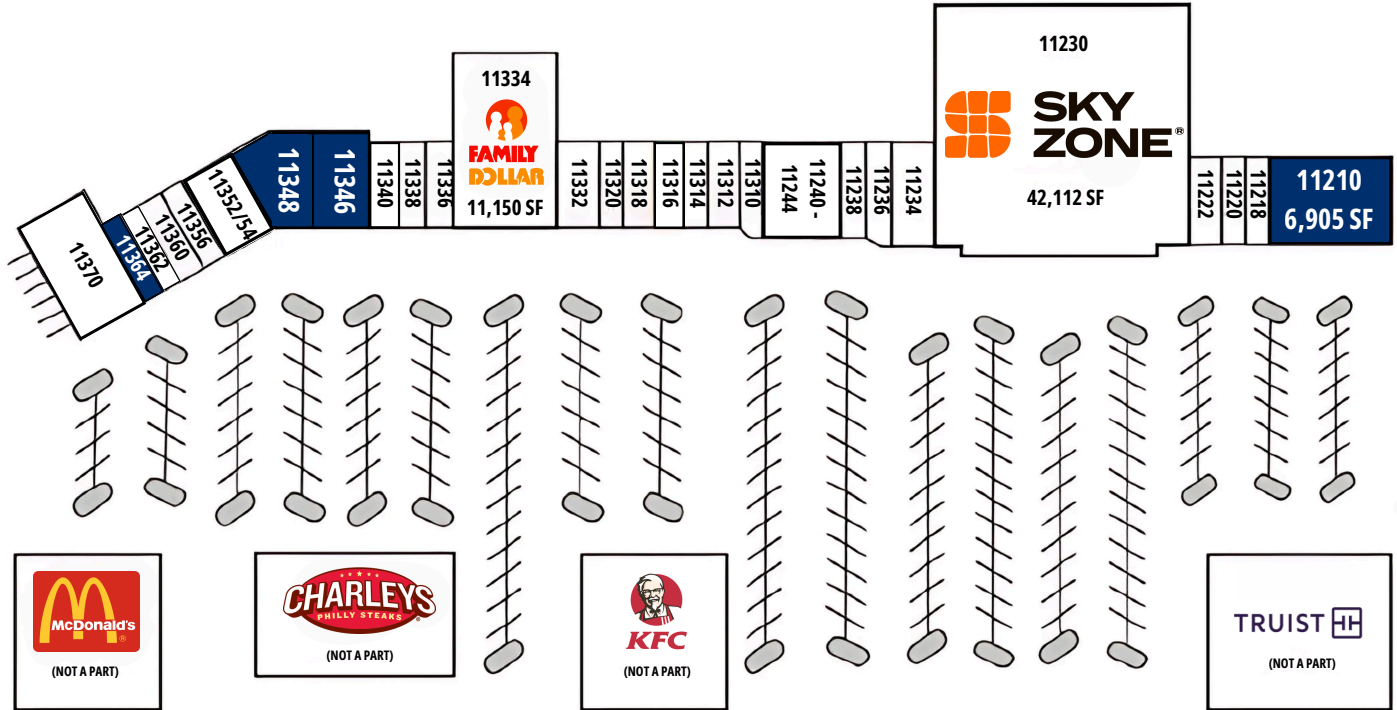 11370
11364
11362
11360
11356
11352/54
11348
11346
11340
11338
11336
11334
FAMILY
DOLLAR
11,150 SF
11332
11320
11318
11316
11314
11312
11310
11240 -
11244
11238
11236
11234
11230
SKY
ZONE®
42,112 SF
11222
11220
11218
11210
6,905 SF
McDonald's
®
(NOT A PART)
CHARLEYS
PHILLY STEAKS
®
(NOT A PART)
KFC
(NOT A PART)
TRUIST
(NOT A PART)